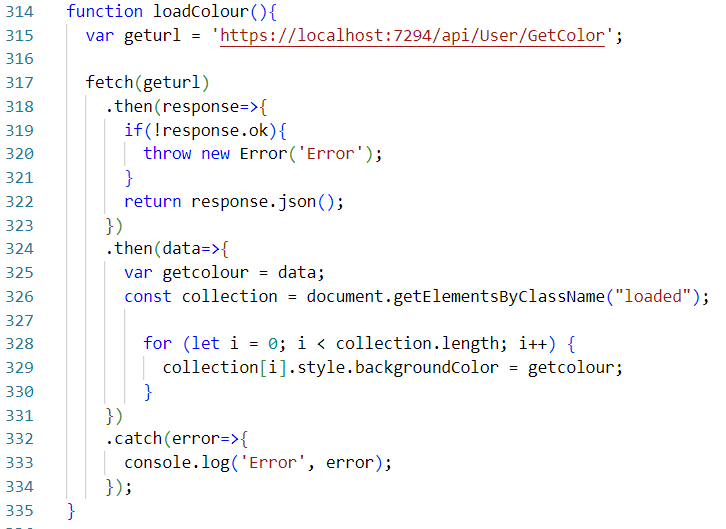 314 function loadColour(){
315   var geturl = 'https://localhost:7294/api/User/GetColor';
316
317   fetch(geturl)
318     .then(response=>{
319       if(!response.ok){
320         throw new Error('Error');
321       }
322       return response.json();
323     })
324     .then(data=>{
325       var getcolour = data;
326       const collection = document.getElementsByClassName("loaded");
327
328         for (let i = 0; i < collection.length; i++) {
329           collection[i].style.backgroundColor = getcolour;
330         }
331     })
332     .catch(error=>{
333       console.log('Error', error);
334     });
335 }